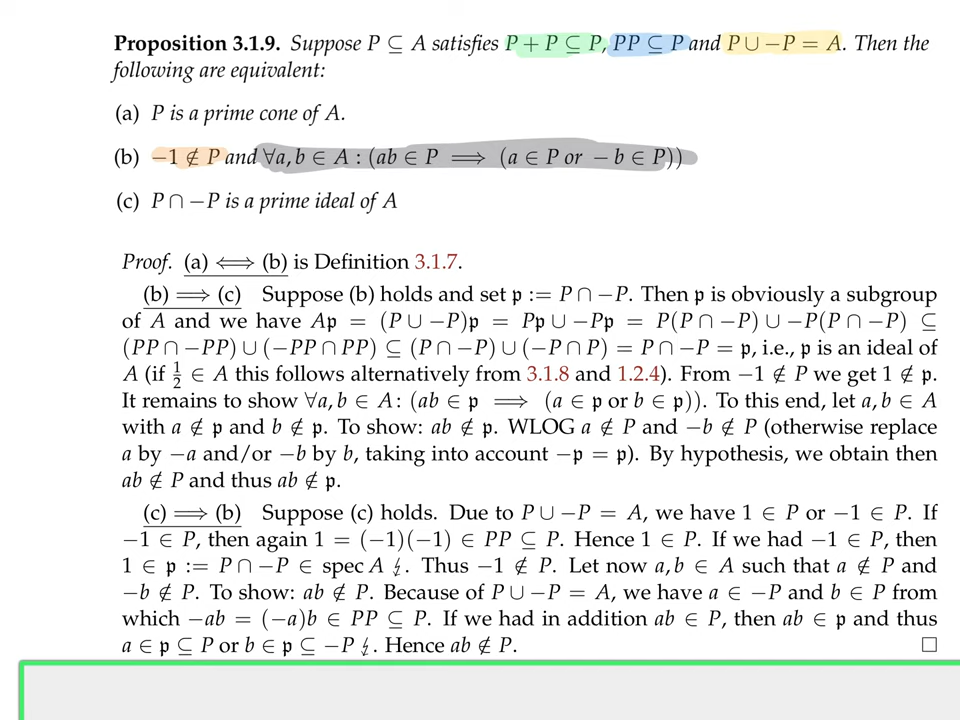 Proposition 3.1.9. Suppose P ⊆ A satisfies P + P ⊆ P, PP ⊆ P and P ∪ −P = A. Then the
following are equivalent:
(a) P is a prime cone of A.
(b) −1 ∉ P and ∀a, b ∈ A : (ab ∈ P ⟹ (a ∈ P or − b ∈ P))
(c) P ∩ −P is a prime ideal of A
Proof. (a) ⟺ (b) is Definition 3.1.7.
(b) ⟹ (c) Suppose (b) holds and set 𝔭 := P ∩ −P. Then 𝔭 is obviously a subgroup
of A and we have A𝔭 = (P ∪ −P)𝔭 = P𝔭 ∪ −P𝔭 = P(P ∩ −P) ∪ −P(P ∩ −P) ⊆
(PP ∩ −PP) ∪ (−PP ∩ PP) ⊆ (P ∩ −P) ∪ (−P ∩ P) = P ∩ −P = 𝔭, i.e., 𝔭 is an ideal of
A (if ½ ∈ A this follows alternatively from 3.1.8 and 1.2.4). From −1 ∉ P we get 1 ∉ 𝔭.
It remains to show ∀a, b ∈ A: (ab ∈ 𝔭 ⟹ (a ∈ 𝔭 or b ∈ 𝔭)). To this end, let a, b ∈ A
with a ∉ 𝔭 and b ∉ 𝔭. To show: ab ∉ 𝔭. WLOG a ∉ P and −b ∉ P (otherwise replace
a by −a and/or −b by b, taking into account −𝔭 = 𝔭). By hypothesis, we obtain then
ab ∉ P and thus ab ∉ 𝔭.
(c) ⟹ (b) Suppose (c) holds. Due to P ∪ −P = A, we have 1 ∈ P or −1 ∈ P. If
−1 ∈ P, then again 1 = (−1)(−1) ∈ PP ⊆ P. Hence 1 ∈ P. If we had −1 ∈ P, then
1 ∈ 𝔭 := P ∩ −P ∈ spec A ↯. Thus −1 ∉ P. Let now a, b ∈ A such that a ∉ P and
−b ∉ P. To show: ab ∉ P. Because of P ∪ −P = A, we have a ∈ −P and b ∈ P from
which −ab = (−a)b ∈ PP ⊆ P. If we had in addition ab ∈ P, then ab ∈ 𝔭 and thus
a ∈ 𝔭 ⊆ P or b ∈ 𝔭 ⊆ −P ↯. Hence ab ∉ P. □